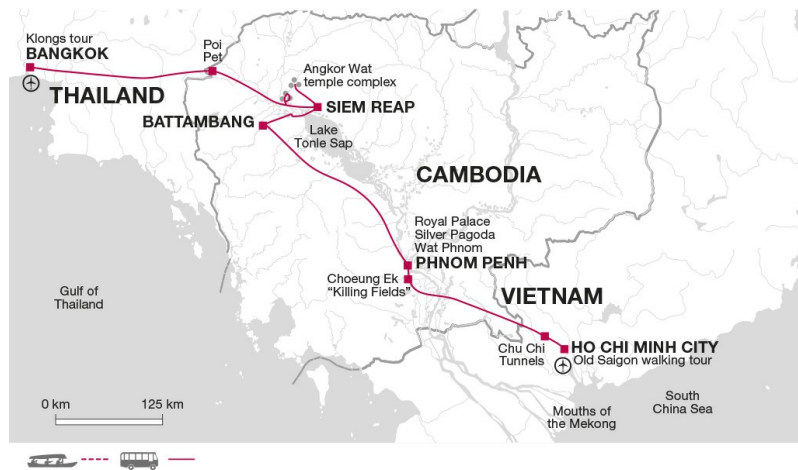 Klongs tour
BANGKOK
THAILAND
Poi
Pet
Angkor Wat
temple complex
SIEM REAP
BATTAMBANG
Lake
Tonle Sap
CAMBODIA
Royal Palace
Silver Pagoda
Wat Phnom
PHNOM PENH
Choeung Ek
“Killing Fields”
Gulf of
Thailand
VIETNAM
HO CHI MINH CITY
Old Saigon walking tour
Chu Chi
Tunnels
Mouths of
the Mekong
South
China Sea
0 km
125 km